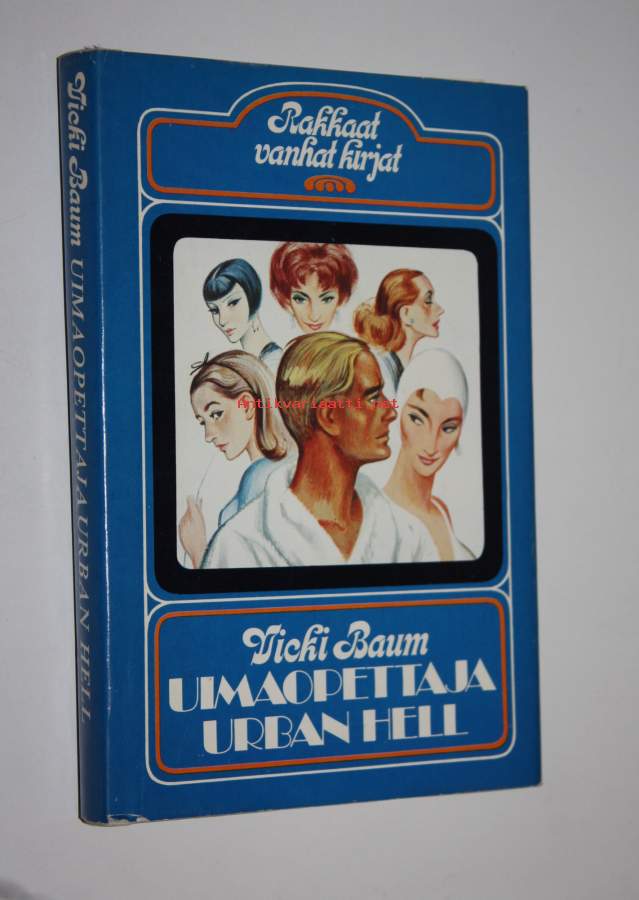 Rakkaat
vanhat kirjat
Antikvariaatti.net
Vicki Baum
UIMAOPETTAJA
URBAN HELL
Vicki Baum UIMAOPETTAJA URBAN HELL